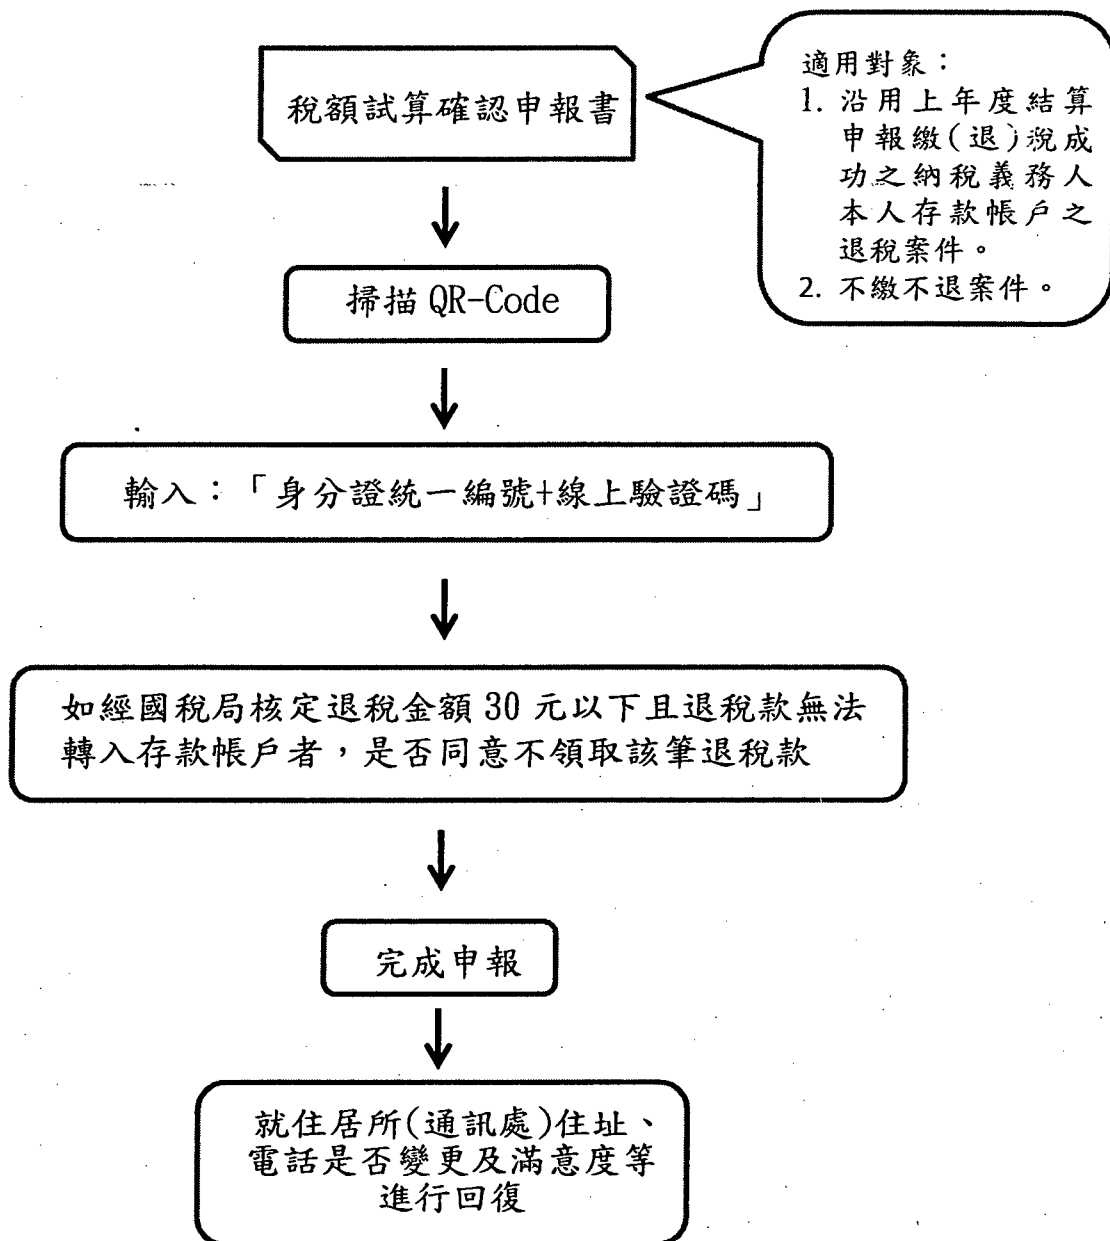 稅額試算確認申報書
適用對象：
1. 沿用上年度結算
申報繳(退)稅成
功之納稅義務人
本人存款帳戶之
退稅案件。
2. 不繳不退案件。
掃描 QR-Code
輸入：「身分證統一編號+線上驗證碼」
如經國稅局核定退稅金額 30 元以下且退稅款無法
轉入存款帳戶者，是否同意不領取該筆退稅款
完成申報
就住居所(通訊處)住址、
電話是否變更及滿意度等
進行回復